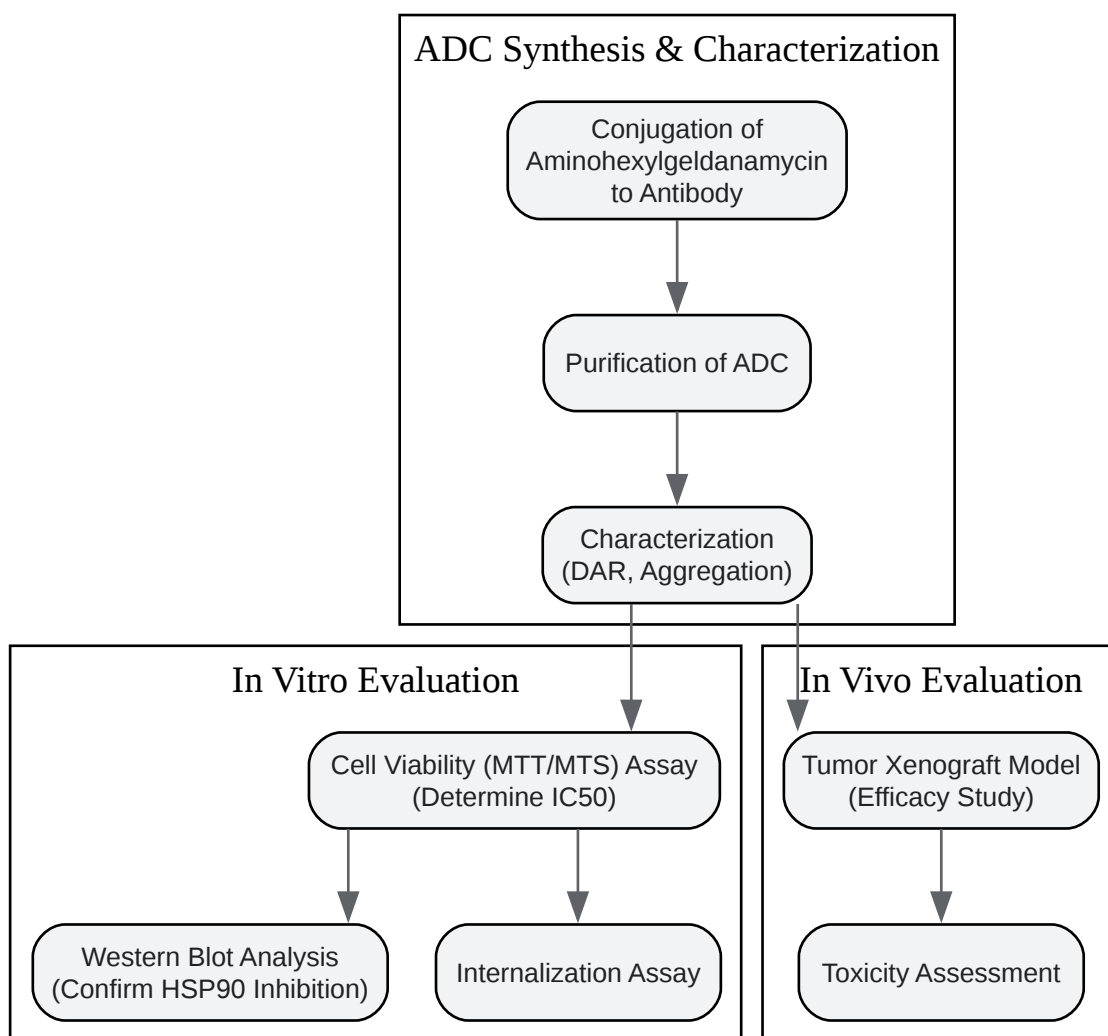 ADC Synthesis & Characterization
Conjugation of
Aminohexylgeldanamycin
to Antibody
Purification of ADC
Characterization
(DAR, Aggregation)
In Vitro Evaluation
Cell Viability (MTT/MTS) Assay
(Determine IC50)
Western Blot Analysis
(Confirm HSP90 Inhibition)
Internalization Assay
In Vivo Evaluation
Tumor Xenograft Model
(Efficacy Study)
Toxicity Assessment